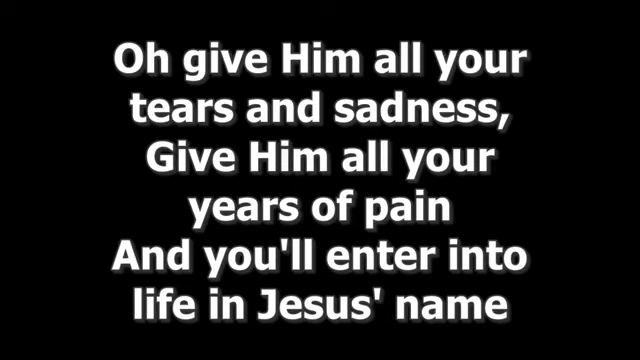 Oh give Him all your
tears and sadness,
Give Him all your
years of pain
And you'll enter into
life in Jesus' name